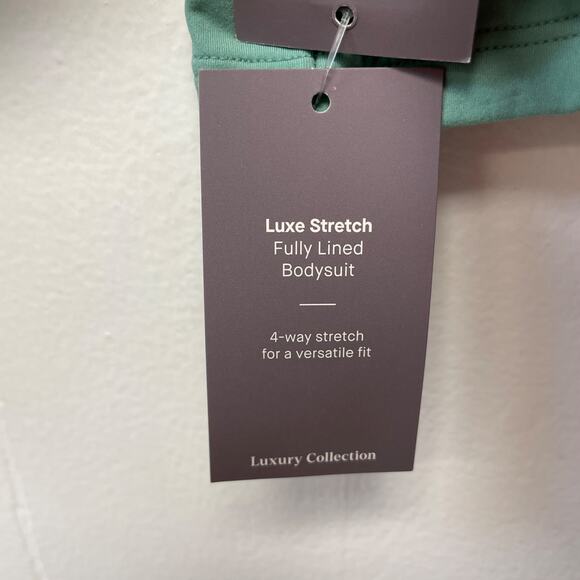 Luxe Stretch
Fully Lined
Bodysuit
4-way stretch
for a versatile fit
Luxury Collection